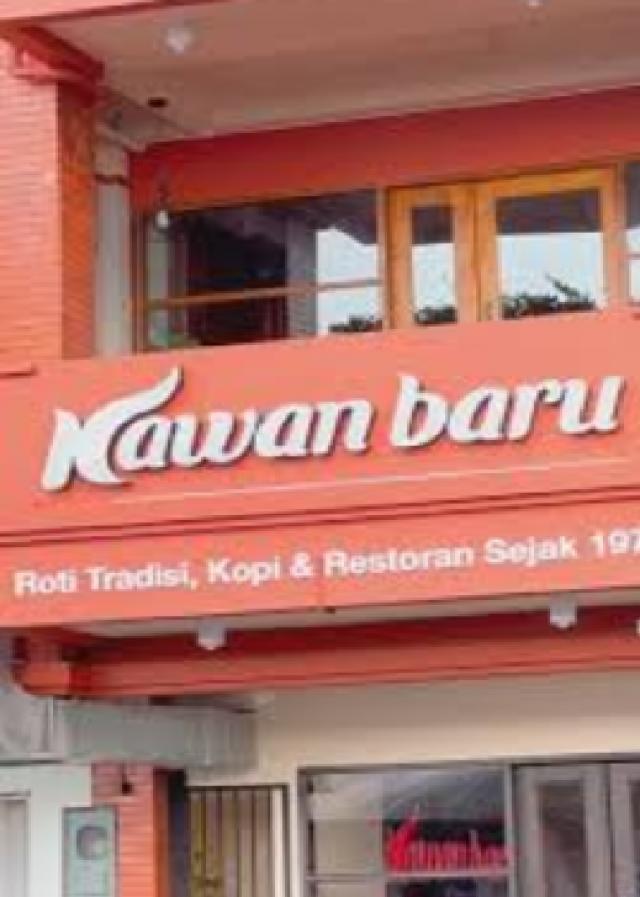 Kawan baru
Roti Tradisi, Kopi & Restoran Sejak 197